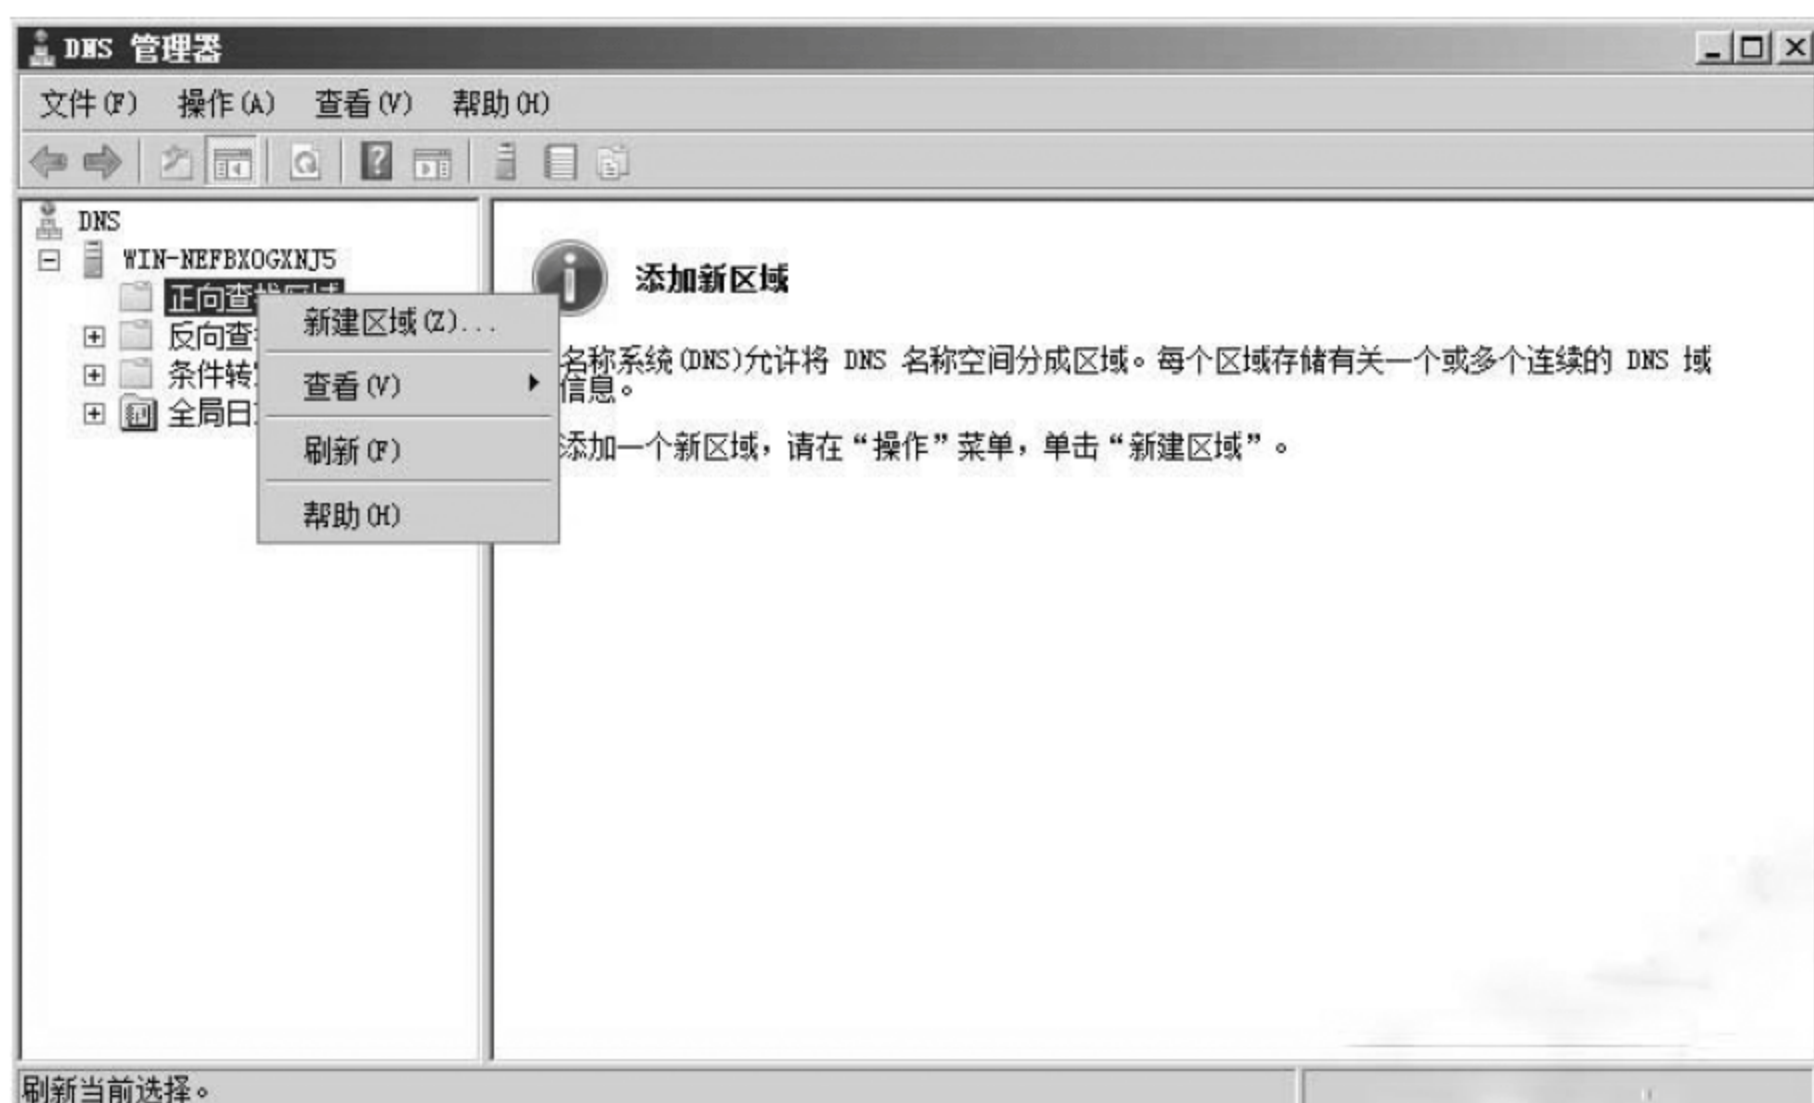 DNS 管理器
文件(F) 操作(A) 查看(V) 帮助(H)
DNS
WIN-NEFBXOGXNJ5
正向查找区域
反向查
条件转
全局日
新建区域(Z)...
查看(V)
刷新(F)
帮助(H)
添加新区域
名称系统(DNS)允许将 DNS 名称空间分成区域。每个区域存储有关一个或多个连续的 DNS 域
信息。
添加一个新区域，请在“操作”菜单，单击“新建区域”。
刷新当前选择。